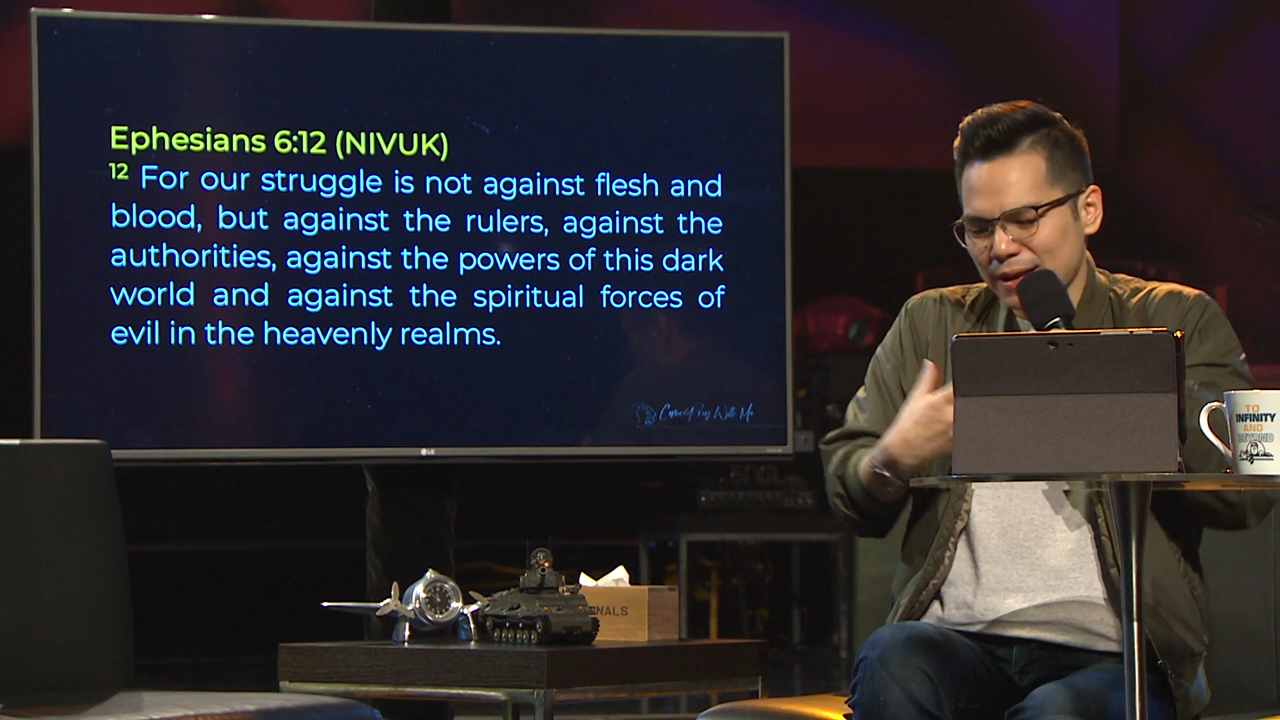 Ephesians 6:12 (NIVUK)
12 For our struggle is not against flesh and
blood, but against the rulers, against the
authorities, against the powers of this dark
world and against the spiritual forces of
evil in the heavenly realms.
LG
NALS
TO
INFINITY
AND
BEYOND